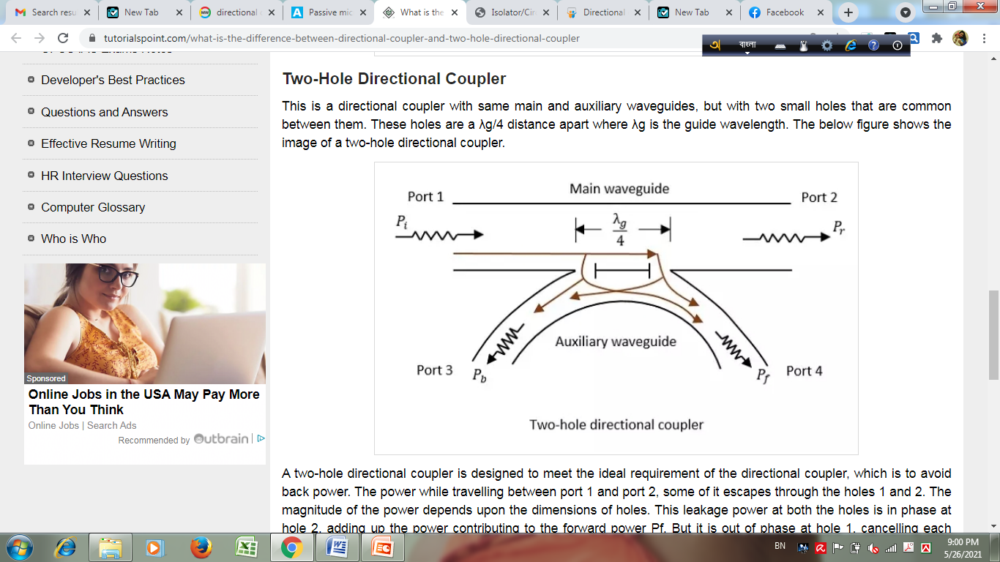 Search resu
New Tab
directional
Passive mic
What is the
Isolator/Cir
Directional
New Tab
Facebook
tutorialspoint.com/what-is-the-difference-between-directional-coupler-and-two-hole-directional-coupler
বাংলা
Developer's Best Practices
Questions and Answers
Effective Resume Writing
HR Interview Questions
Computer Glossary
Who is Who
Sponsored
Online Jobs in the USA May Pay More
Than You Think
Online Jobs | Search Ads
Recommended by Outbrain
Two-Hole Directional Coupler
This is a directional coupler with same main and auxiliary waveguides, but with two small holes that are common
between them. These holes are a λg/4 distance apart where λg is the guide wavelength. The below figure shows the
image of a two-hole directional coupler.
Main waveguide
Port 1
Port 2
Pi
λg
4
Pr
Auxiliary waveguide
Port 3
Pb
Pf
Port 4
Two-hole directional coupler
A two-hole directional coupler is designed to meet the ideal requirement of the directional coupler, which is to avoid
back power. The power while travelling between port 1 and port 2, some of it escapes through the holes 1 and 2. The
magnitude of the power depends upon the dimensions of holes. This leakage power at both the holes is in phase at
hole 2, adding up the power contributing to the forward power Pf. But it is out of phase at hole 1, cancelling each
BN
9:00 PM
5/26/2021